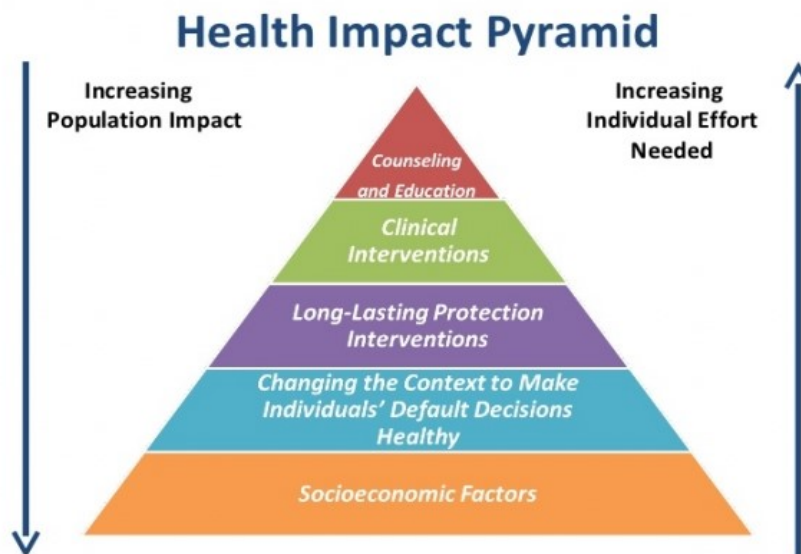 Health Impact Pyramid
Increasing
Population Impact
Increasing
Individual Effort
Needed
Counseling
and Education
Clinical
Interventions
Long-Lasting Protection
Interventions
Changing the Context to Make
Individuals’ Default Decisions
Healthy
Socioeconomic Factors